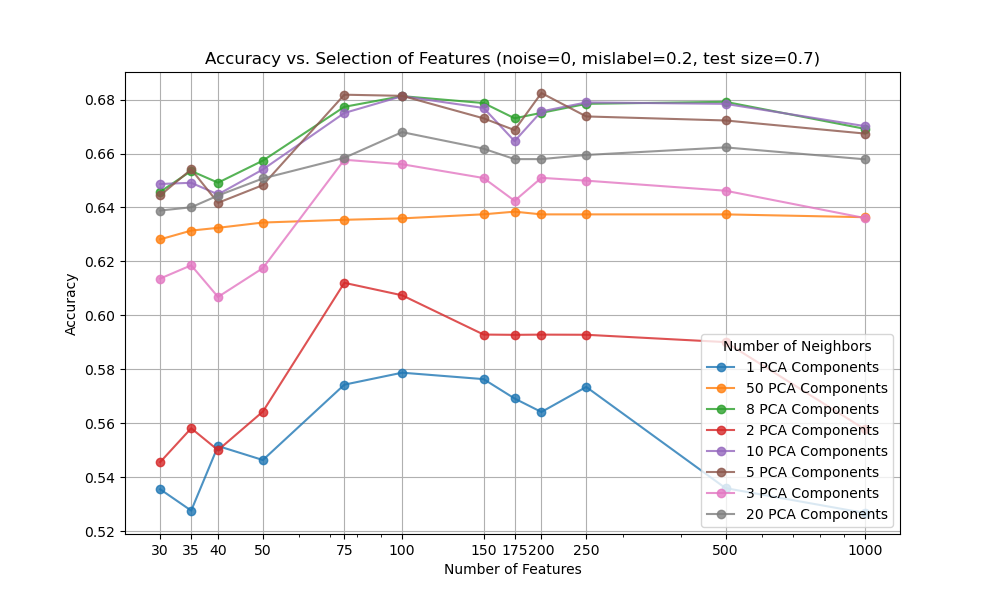 Accuracy vs. Selection of Features (noise=0, mislabel=0.2, test size=0.7)
Accuracy
0.68
0.66
0.64
0.62
0.60
0.58
0.56
0.54
0.52
Number of Neighbors
1 PCA Components
50 PCA Components
8 PCA Components
2 PCA Components
10 PCA Components
5 PCA Components
3 PCA Components
20 PCA Components
30 35 40 50 75 100 150 175 200 250 500 1000
Number of Features